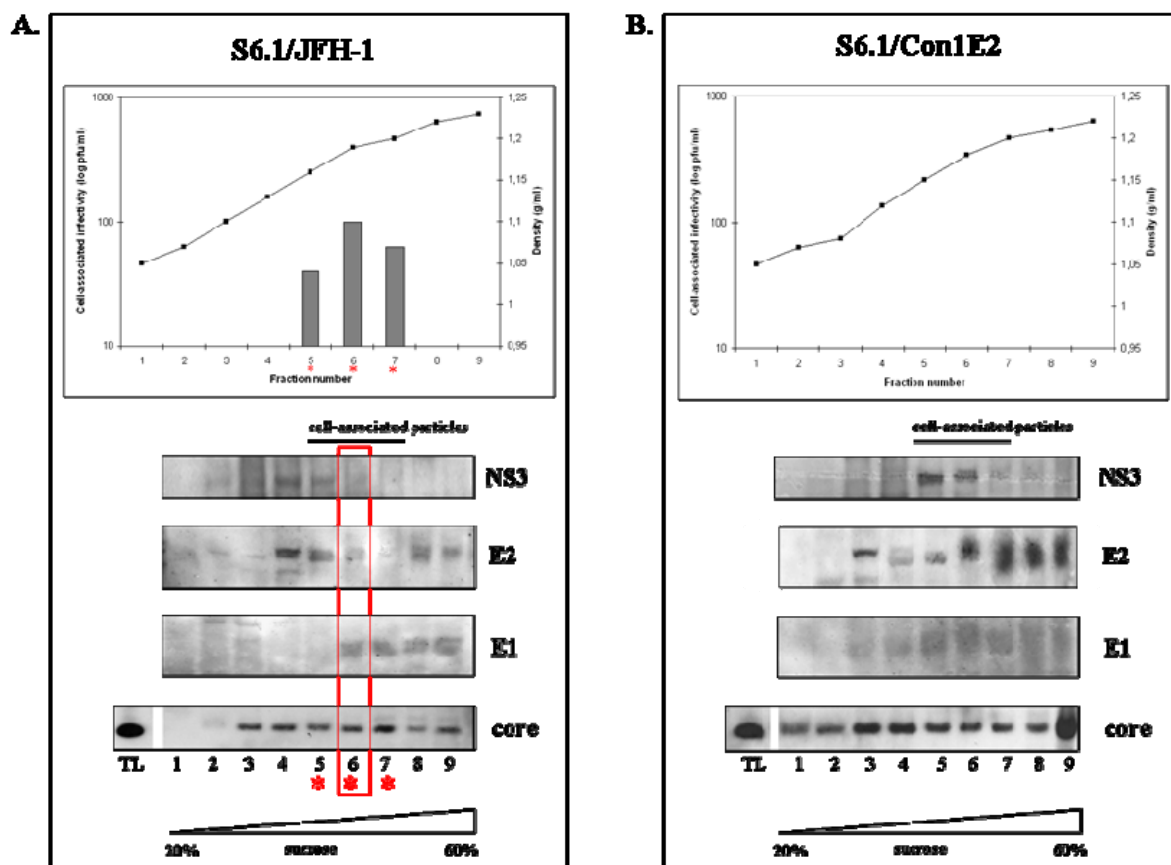 A.
S6.1/JFH-1
1000
100
10
Cell-associated infectivity (log pfu/ml)
1,25
1,2
1,15
1,1
1,05
1
0,95
Density (g/ml)
1 2 3 4 5 6 7 8 9
* * *
Fraction number
cell-associated particles
NS3
E2
E1
core
TL 1 2 3 4 5 6 7 8 9
* * *
20% sucrose 60%
B.
S6.1/Con1E2
1000
100
10
Cell-associated infectivity (log pfu/ml)
1,25
1,2
1,15
1,1
1,05
1
0,95
Density (g/ml)
1 2 3 4 5 6 7 8 9
Fraction number
cell-associated particles
NS3
E2
E1
core
TL 1 2 3 4 5 6 7 8 9
20% sucrose 60%